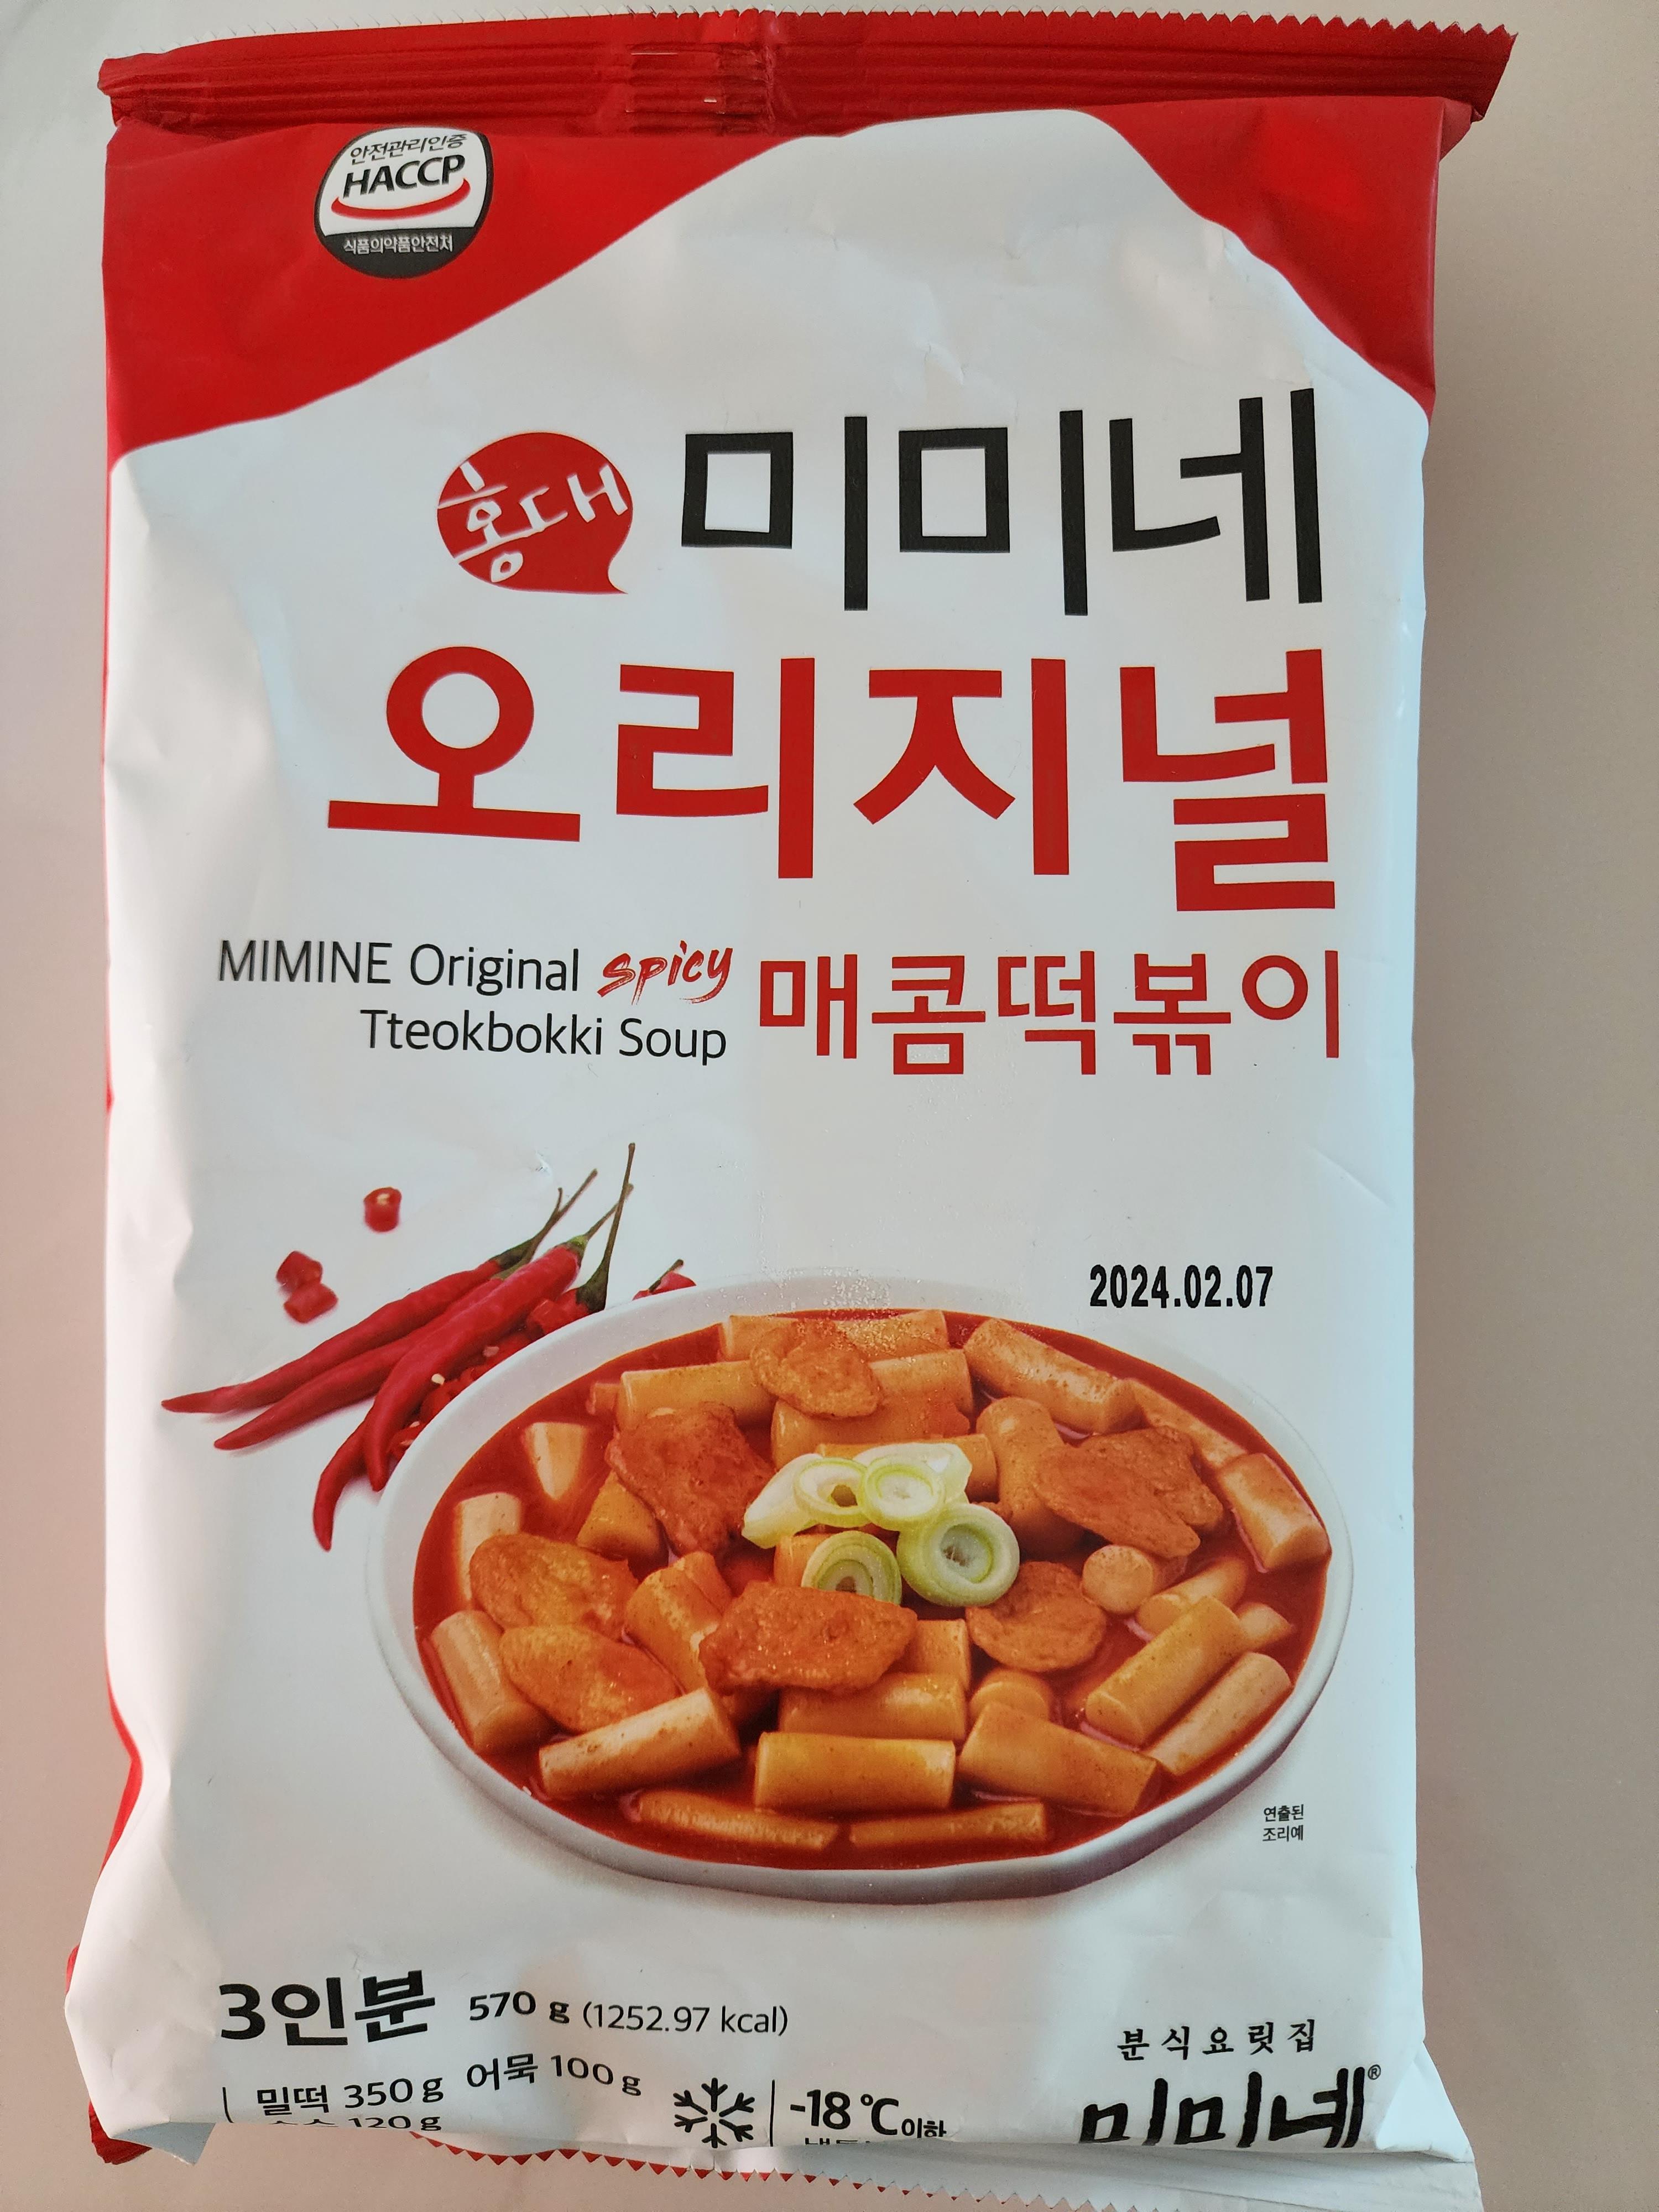 안전관리인증
HACCP
식품의약품안전처
홍대 미미네
오리지널
MIMINE Original spicy
Tteokbokki Soup
매콤떡볶이
2024.02.07
연출된
조리예
3인분 570 g (1252.97 kcal)
밀떡 350 g 어묵 100 g
소스 120 g
-18 ℃ 이하
분식요릿집
미미네®